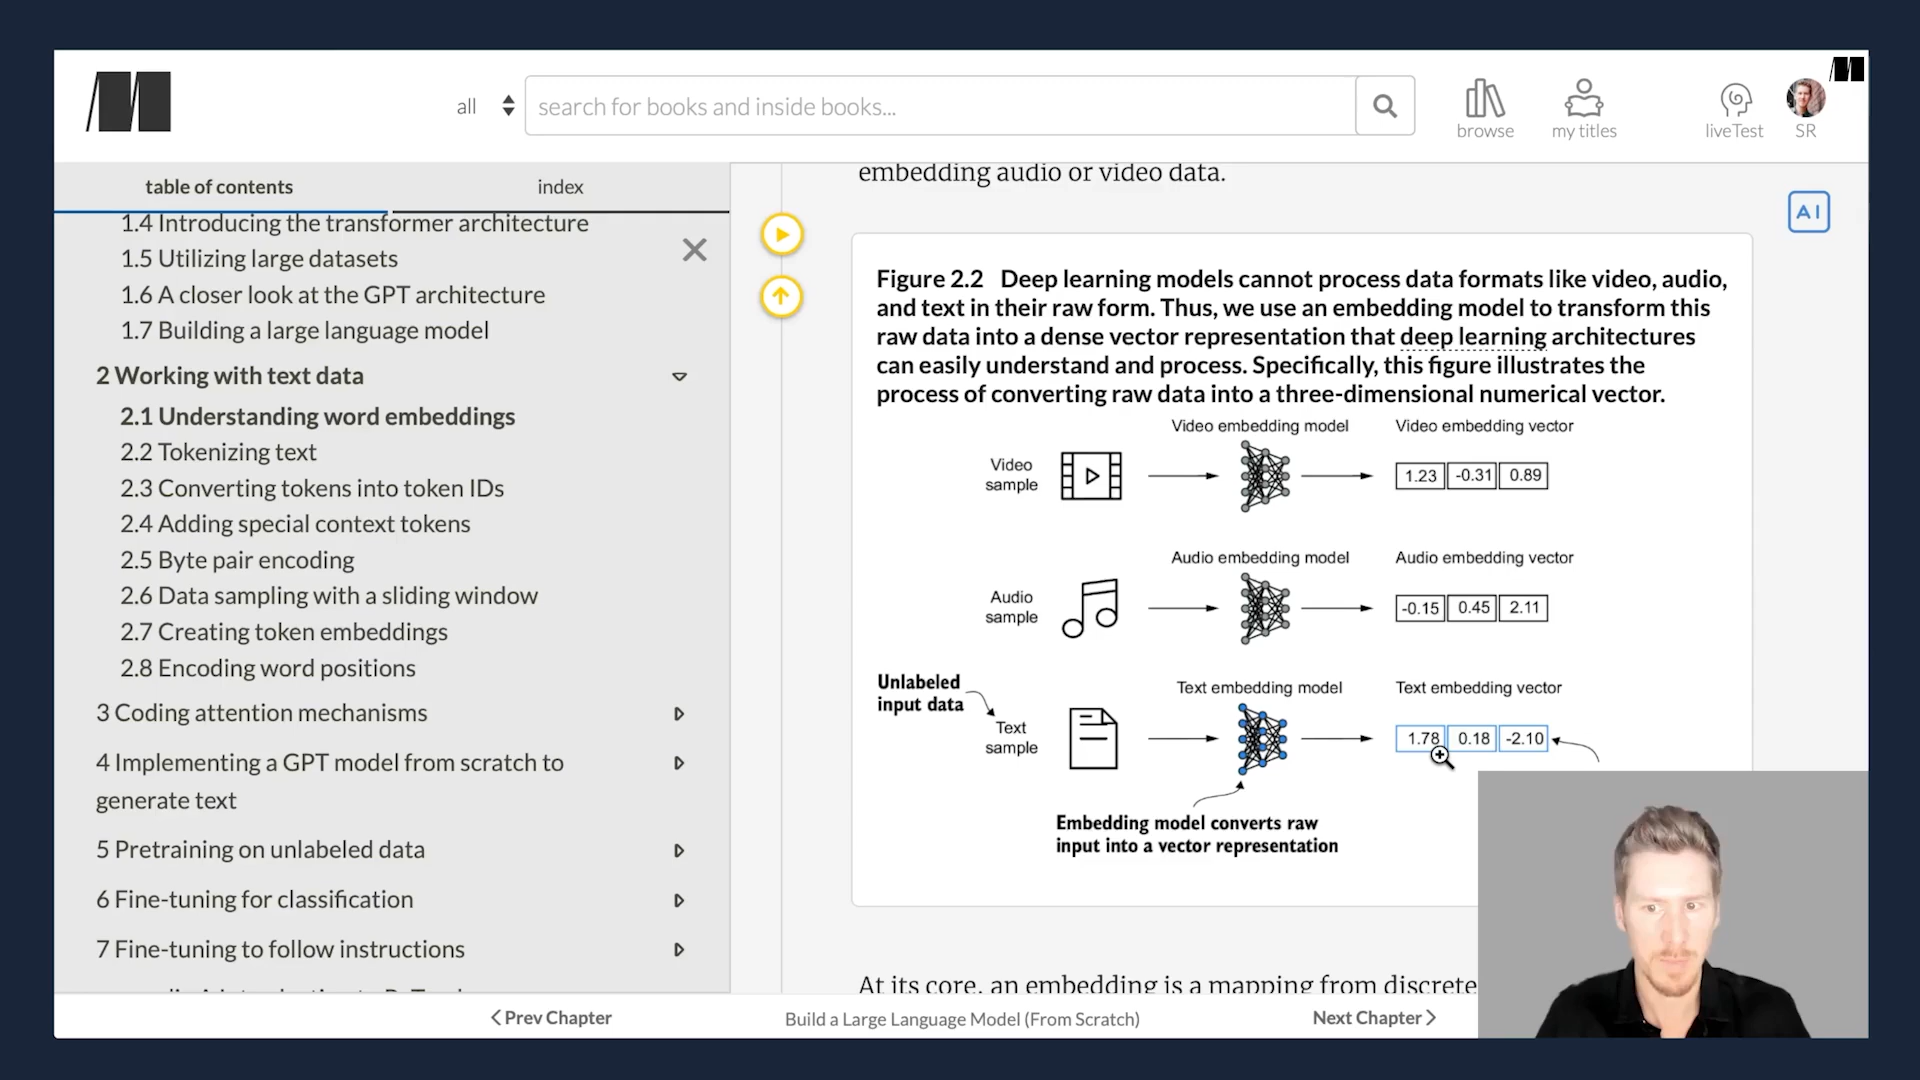 all
search for books and inside books...
browse
my titles
liveTest
SR
table of contents
index
1.4 Introducing the transformer architecture
1.5 Utilizing large datasets
1.6 A closer look at the GPT architecture
1.7 Building a large language model
2 Working with text data
2.1 Understanding word embeddings
2.2 Tokenizing text
2.3 Converting tokens into token IDs
2.4 Adding special context tokens
2.5 Byte pair encoding
2.6 Data sampling with a sliding window
2.7 Creating token embeddings
2.8 Encoding word positions
3 Coding attention mechanisms
4 Implementing a GPT model from scratch to
generate text
5 Pretraining on unlabeled data
6 Fine-tuning for classification
7 Fine-tuning to follow instructions
embedding audio or video data.
AI
Figure 2.2 Deep learning models cannot process data formats like video, audio,
and text in their raw form. Thus, we use an embedding model to transform this
raw data into a dense vector representation that deep learning architectures
can easily understand and process. Specifically, this figure illustrates the
process of converting raw data into a three-dimensional numerical vector.
Video embedding model
Video embedding vector
Video
sample
1.23 -0.31 0.89
Audio embedding model
Audio embedding vector
Audio
sample
-0.15 0.45 2.11
Unlabeled
input data
Text embedding model
Text embedding vector
Text
sample
1.78 0.18 -2.10
Embedding model converts raw
input into a vector representation
At its core, an embedding is a mapping from discrete
Prev Chapter
Build a Large Language Model (From Scratch)
Next Chapter